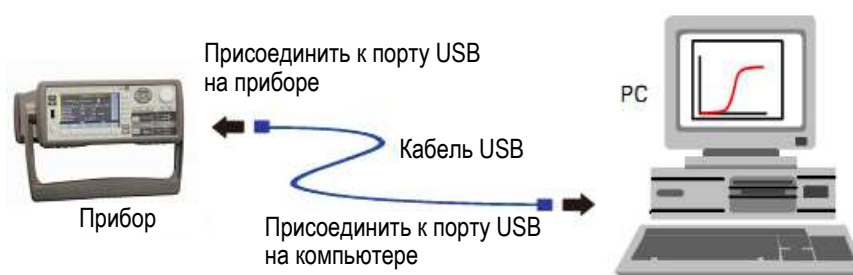 Присоединить к порту USB
на приборе
PC
Кабель USB
Прибор
Присоединить к порту USB
на компьютере